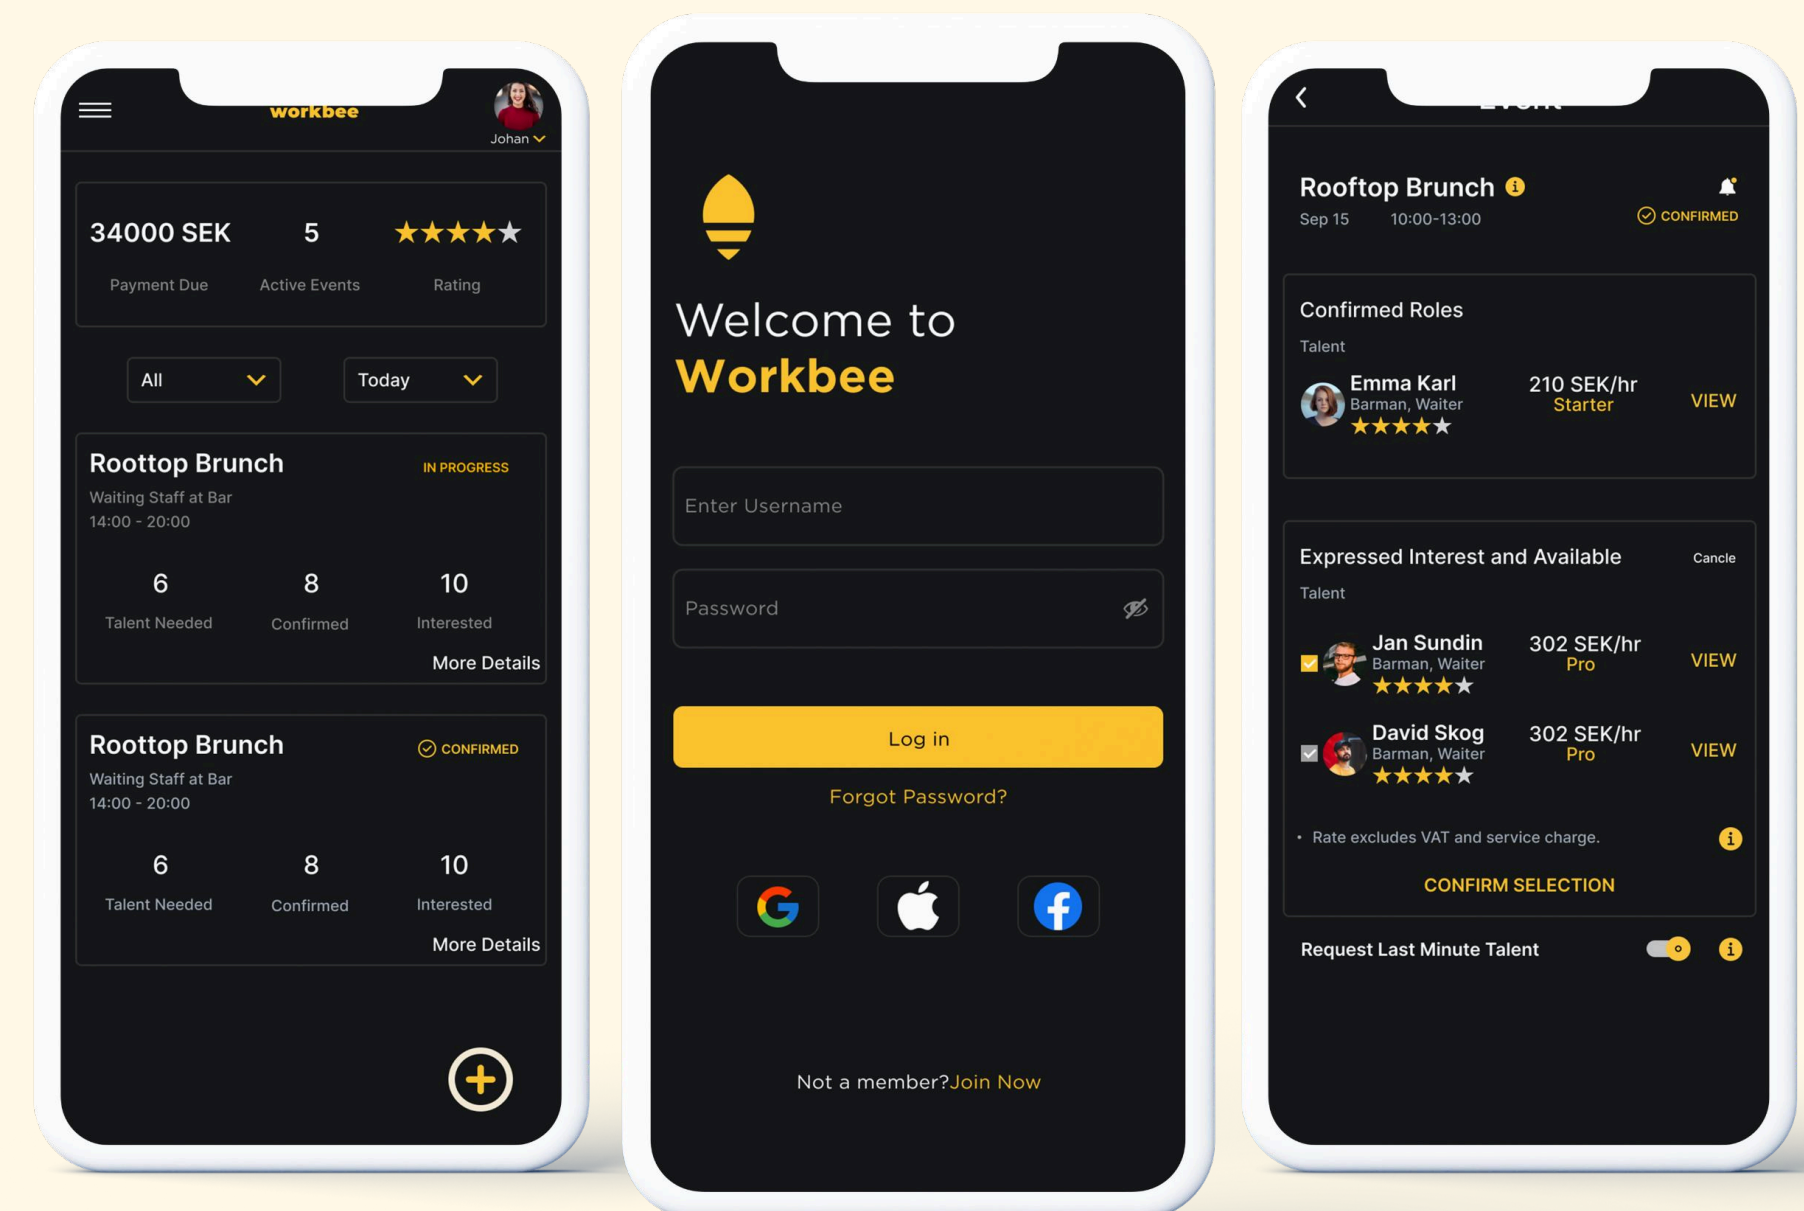 workbee
Johan
34000 SEK
5
Payment Due
Active Events
Rating
All
Today
Roottop Brunch
IN PROGRESS
Waiting Staff at Bar
14:00 - 20:00
6
8
10
Talent Needed
Confirmed
Interested
More Details
Roottop Brunch
CONFIRMED
Waiting Staff at Bar
14:00 - 20:00
6
8
10
Talent Needed
Confirmed
Interested
More Details
Welcome to
Workbee
Enter Username
Password
Log in
Forgot Password?
Not a member?Join Now
Event
Rooftop Brunch
Sep 15 10:00-13:00
CONFIRMED
Confirmed Roles
Talent
Emma Karl
Barman, Waiter
210 SEK/hr
Starter
VIEW
Expressed Interest and Available
Cancle
Talent
Jan Sundin
Barman, Waiter
302 SEK/hr
Pro
VIEW
David Skog
Barman, Waiter
302 SEK/hr
Pro
VIEW
• Rate excludes VAT and service charge.
CONFIRM SELECTION
Request Last Minute Talent